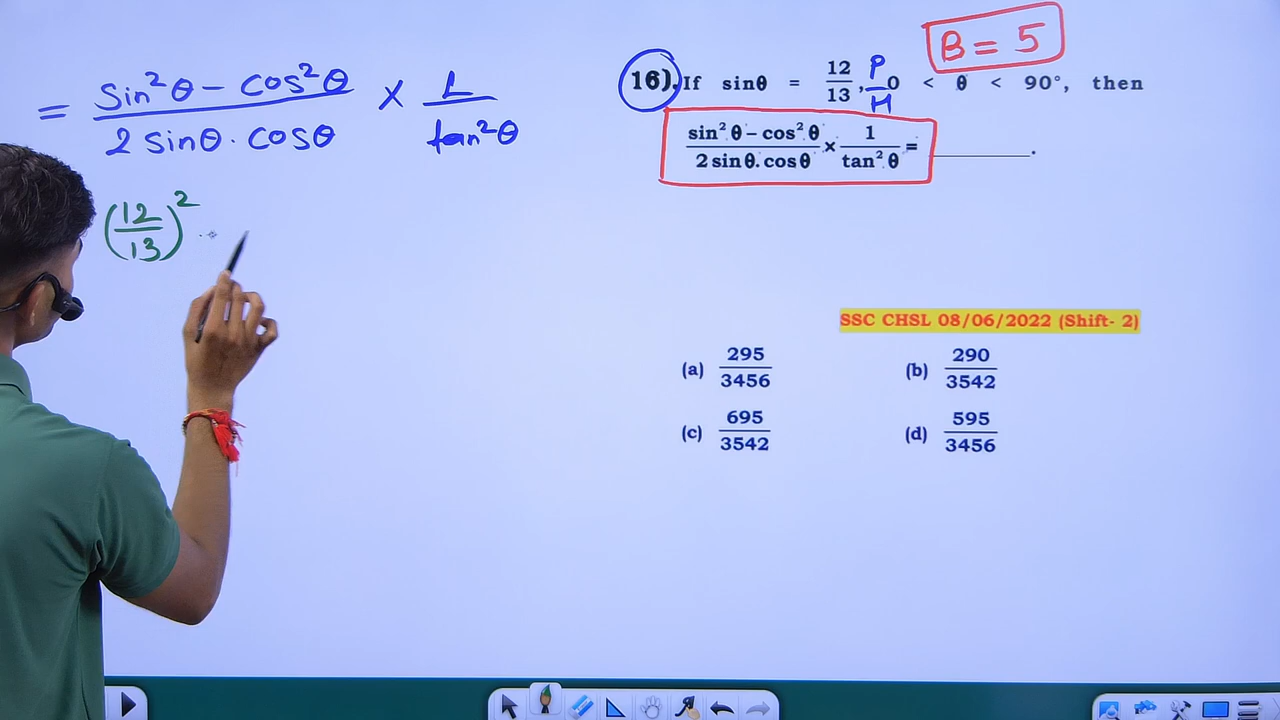 = sin²θ – cos²θ / 2 sinθ · cosθ × 1 / tan²θ
(12/13)²
B = 5
16). If sinθ = 12/13, P/H 0 < θ < 90°, then
sin²θ – cos²θ / 2 sinθ. cosθ × 1 / tan²θ = ________.
SSC CHSL 08/06/2022 (Shift- 2)
(a) 295/3456 (b) 290/3542
(c) 695/3542 (d) 595/3456